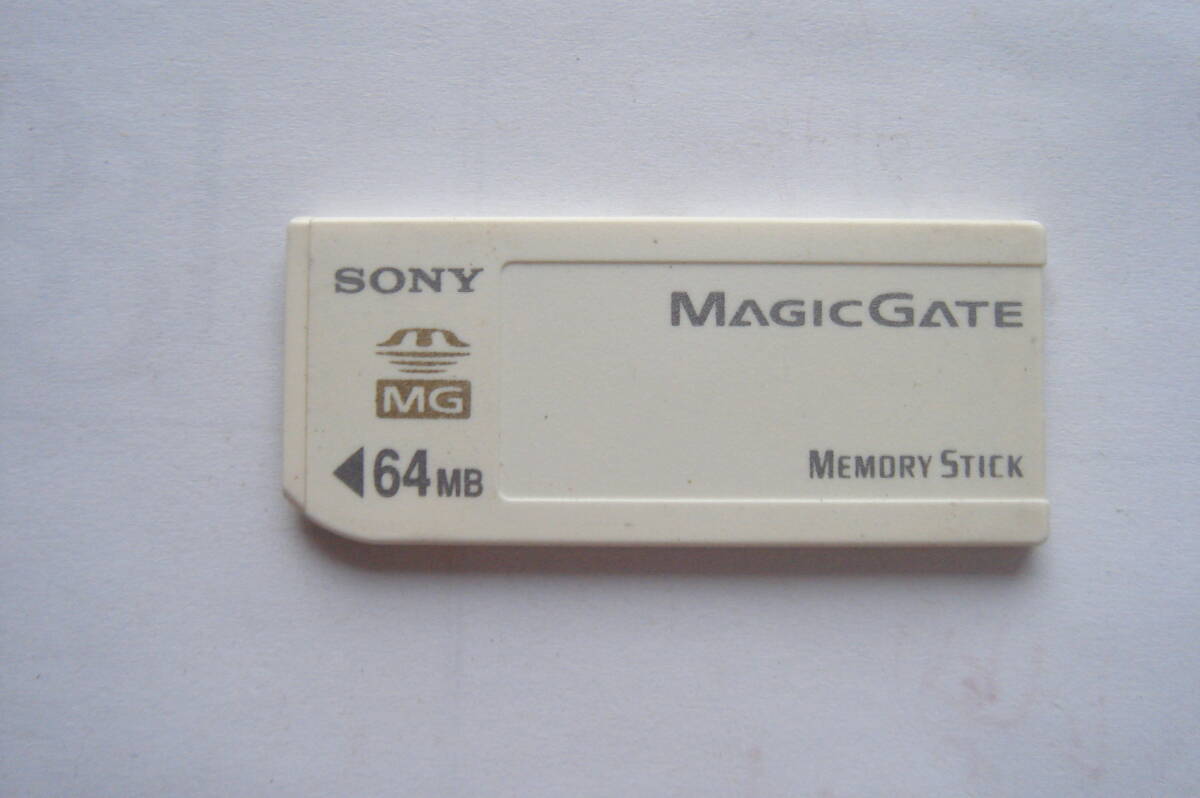 SONY
MAGICGATE
MG
◀64MB
MEMORY STICK